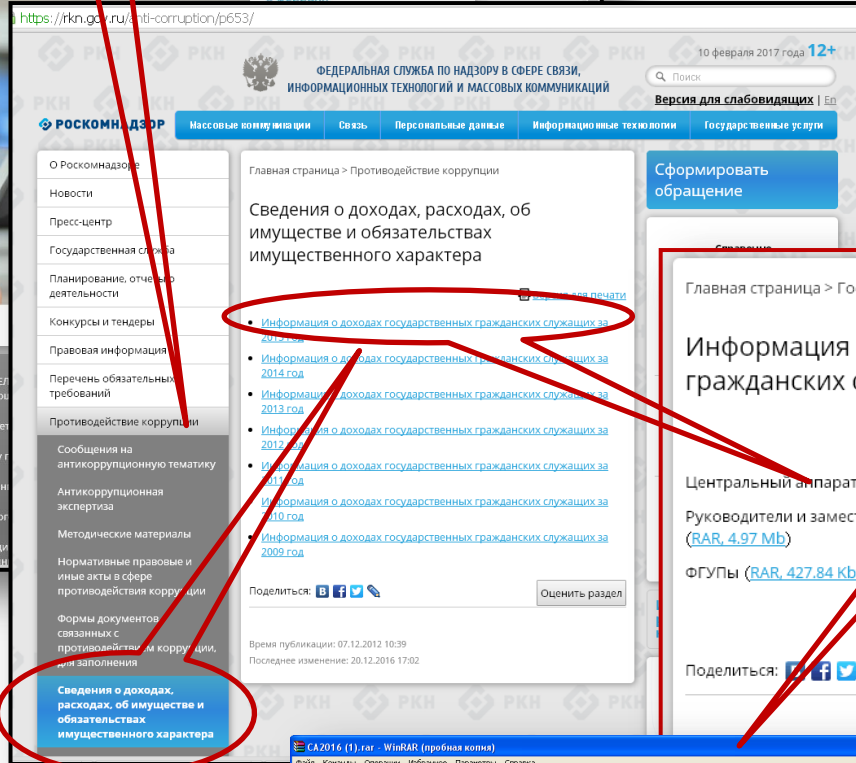 https://rkn.gov.ru/anti-corruption/p653/
10 февраля 2017 года 12+
ФЕДЕРАЛЬНАЯ СЛУЖБА ПО НАДЗОРУ В СФЕРЕ СВЯЗИ,
ИНФОРМАЦИОННЫХ ТЕХНОЛОГИЙ И МАССОВЫХ КОММУНИКАЦИЙ
Поиск
Версия для слабовидящих | En
РОСКОМНАДЗОР
Массовые коммуникации Связь Персональные данные Информационные технологии Государственные услуги
О Роскомнадзоре
Новости
Пресс-центр
Государственная служба
Планирование, отчеты о
деятельности
Конкурсы и тендеры
Правовая информация
Перечень обязательных
требований
Противодействие коррупции
Сообщения на
антикоррупционную тематику
Антикоррупционная
экспертиза
Методические материалы
Нормативные правовые и
иные акты в сфере
противодействия коррупции
Формы документов
связанных с
противодействием коррупции,
для заполнения
Сведения о доходах,
расходах, об имуществе и
обязательствах
имущественного характера
Главная страница > Противодействие коррупции
Сведения о доходах, расходах, об
имуществе и обязательствах
имущественного характера
Версия для печати
Информация о доходах государственных гражданских служащих за
2015 год
Информация о доходах государственных гражданских служащих за
2014 год
Информация о доходах государственных гражданских служащих за
2013 год
Информация о доходах государственных гражданских служащих за
2012 год
Информация о доходах государственных гражданских служащих за
2011 год
Информация о доходах государственных гражданских служащих за
2010 год
Информация о доходах государственных гражданских служащих за
2009 год
Поделиться:
Оценить раздел
Время публикации: 07.12.2012 10:39
Последнее изменение: 20.12.2016 17:02
Сформировать
обращение
Справочно
Главная страница > Го
Информация
гражданских
Центральный аппарат
Руководители и замест
(RAR, 4.97 Mb)
ФГУПы (RAR, 427.84 Kb
Поделиться:
CA2016 (1).rar - WinRAR (пробная копия)
Файл Команды Операции Избранное Параметры Справка